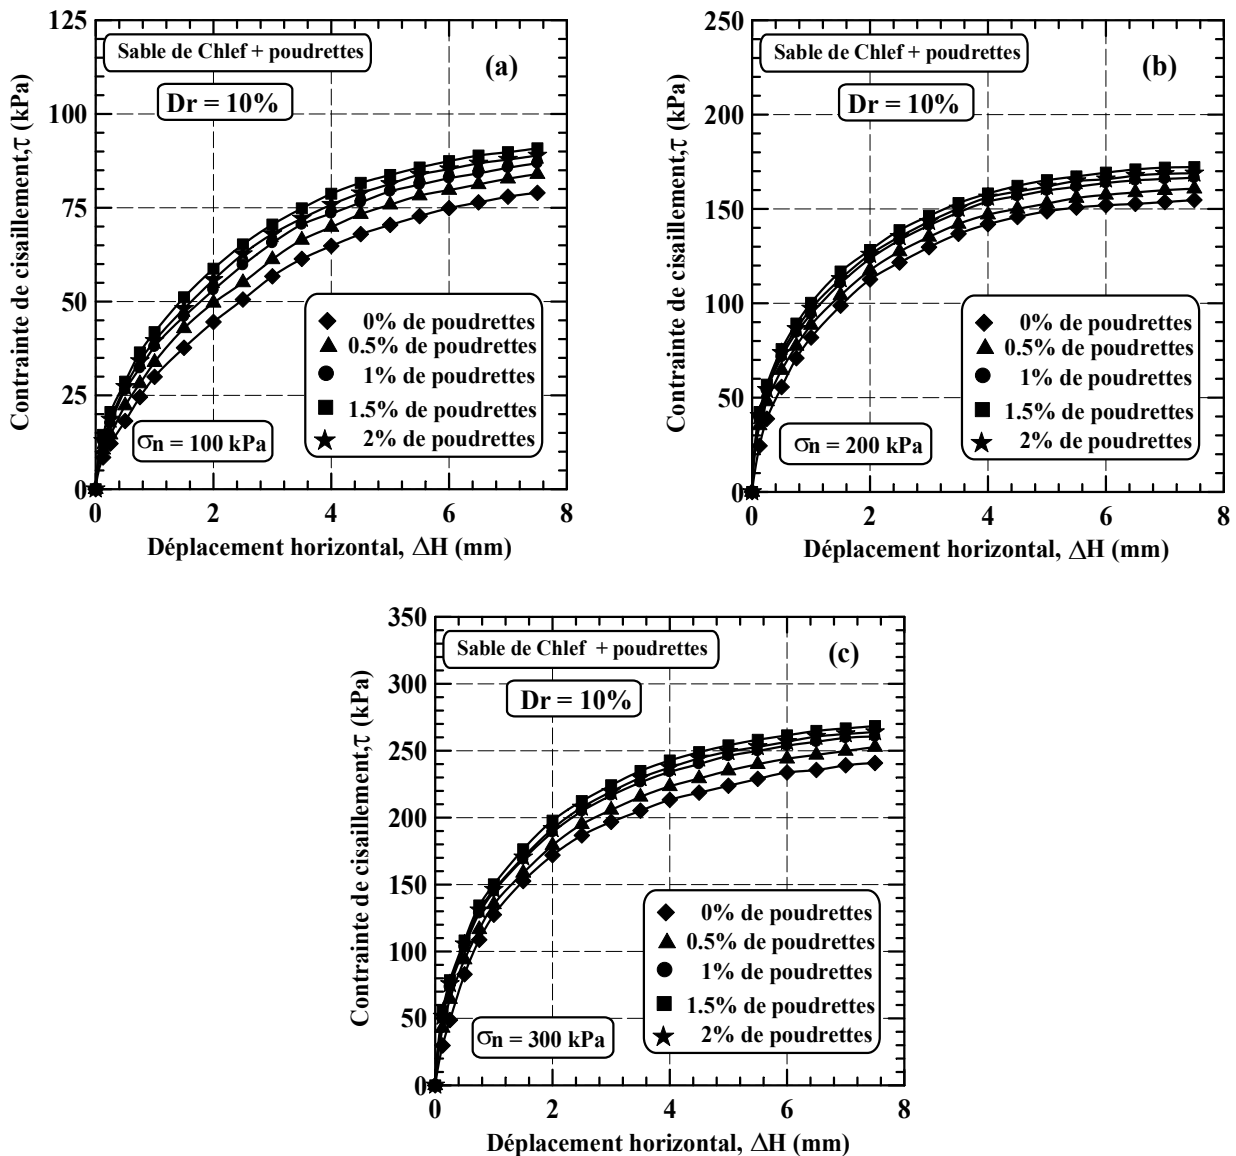 Sable de Chlef + poudrettes
(a)
Dr = 10%
Contrainte de cisaillement,τ (kPa)
125
100
75
50
25
0
0% de poudrettes
0.5% de poudrettes
1% de poudrettes
1.5% de poudrettes
2% de poudrettes
σn = 100 kPa
0 2 4 6 8
Déplacement horizontal, ΔH (mm)
Sable de Chlef + poudrettes
(b)
Dr = 10%
Contrainte de cisaillement,τ (kPa)
250
200
150
100
50
0
0% de poudrettes
0.5% de poudrettes
1% de poudrettes
1.5% de poudrettes
2% de poudrettes
σn = 200 kPa
0 2 4 6 8
Déplacement horizontal, ΔH (mm)
Sable de Chlef + poudrettes
(c)
Dr = 10%
Contrainte de cisaillement,τ (kPa)
350
300
250
200
150
100
50
0
0% de poudrettes
0.5% de poudrettes
1% de poudrettes
1.5% de poudrettes
2% de poudrettes
σn = 300 kPa
0 2 4 6 8
Déplacement horizontal, ΔH (mm)